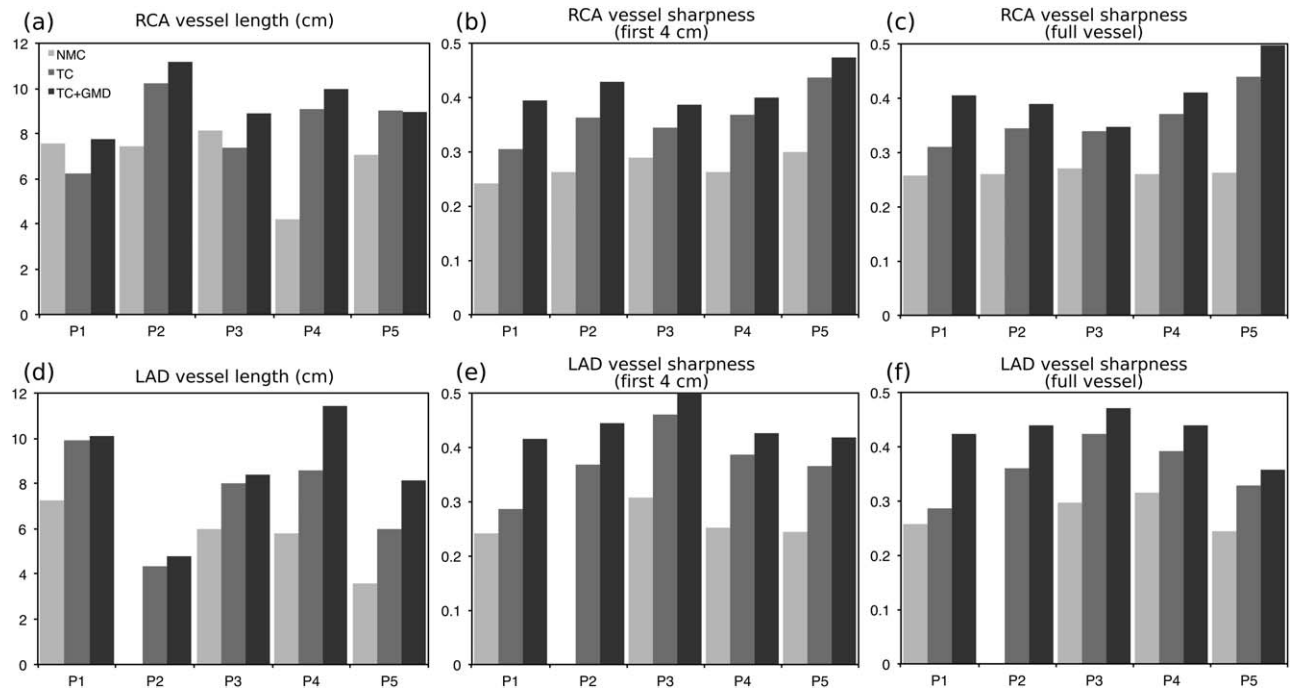 (a) RCA vessel length (cm)
12
10
8
6
4
2
0
NMC
TC
TC+GMD
P1 P2 P3 P4 P5
(b) RCA vessel sharpness
(first 4 cm)
0.5
0.4
0.3
0.2
0.1
0
P1 P2 P3 P4 P5
(c) RCA vessel sharpness
(full vessel)
0.5
0.4
0.3
0.2
0.1
0
P1 P2 P3 P4 P5
(d) LAD vessel length (cm)
12
10
8
6
4
2
0
P1 P2 P3 P4 P5
(e) LAD vessel sharpness
(first 4 cm)
0.5
0.4
0.3
0.2
0.1
0
P1 P2 P3 P4 P5
(f) LAD vessel sharpness
(full vessel)
0.5
0.4
0.3
0.2
0.1
0
P1 P2 P3 P4 P5